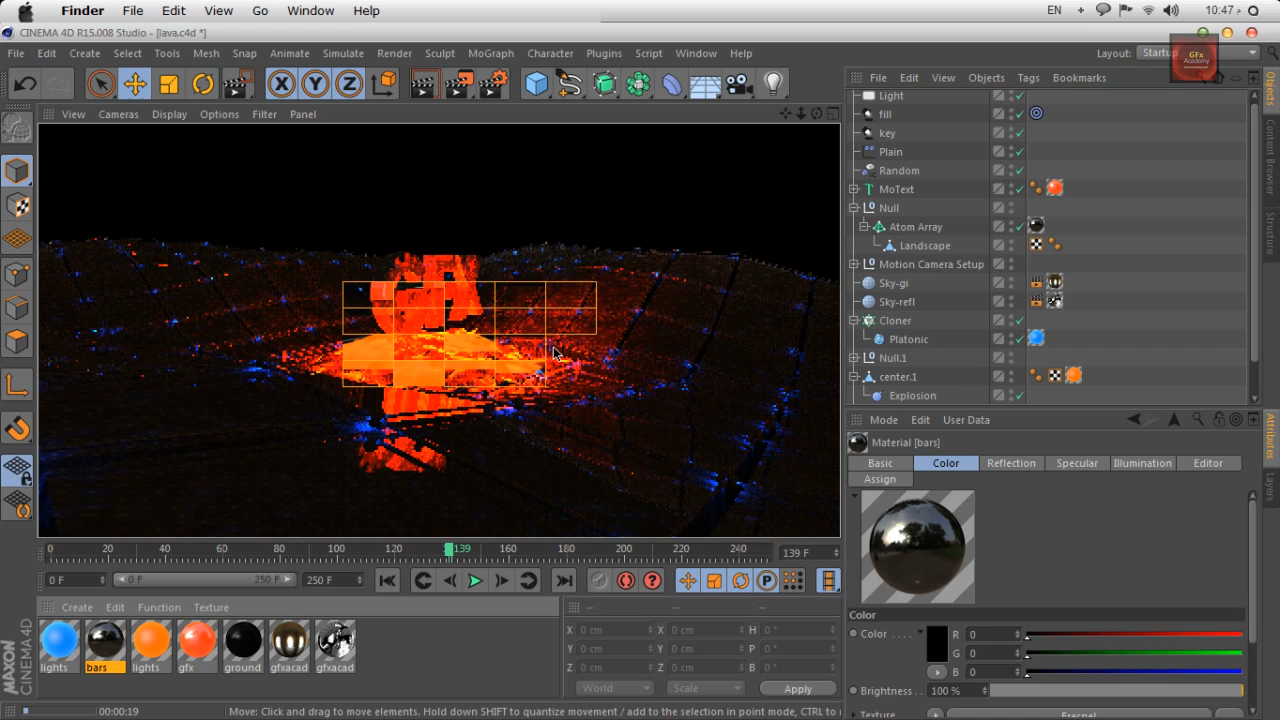 Finder File Edit View Go Window Help EN 10:47
CINEMA 4D R15.008 Studio - [lava.c4d *]
File Edit Create Select Tools Mesh Snap Animate Simulate Render Sculpt MoGraph Character Plugins Script Window Help Layout: Startup
GFx
Academy
X Y Z
View Cameras Display Options Filter Panel
File Edit View Objects Tags Bookmarks
Light
fill
key
Plain
Random
MoText
Null
Atom Array
Landscape
Motion Camera Setup
Sky-gi
Sky-refl
Cloner
Platonic
Null.1
center.1
Explosion
Objects
Content Browser
Structure
Attributes
Layers
Mode Edit User Data
Material [bars]
Basic Color Reflection Specular Illumination Editor
Assign
Color
Color R 0
G 0
B 0
Brightness 100 %
Texture Fresnel
0 20 40 60 80 100 120 139 160 180 200 220 240 139 F
0 F 0 F 250 F 250 F
Create Edit Function Texture
lights bars lights gfx ground gfxacad gfxacad
-- -- --
X 0 cm X 0 cm H 0 °
Y 0 cm Y 0 cm P 0 °
Z 0 cm Z 0 cm B 0 °
World Scale Apply
MAXON CINEMA 4D
00:00:19 Move: Click and drag to move elements. Hold down SHIFT to quantize movement / add to the selection in point mode, CTRL to